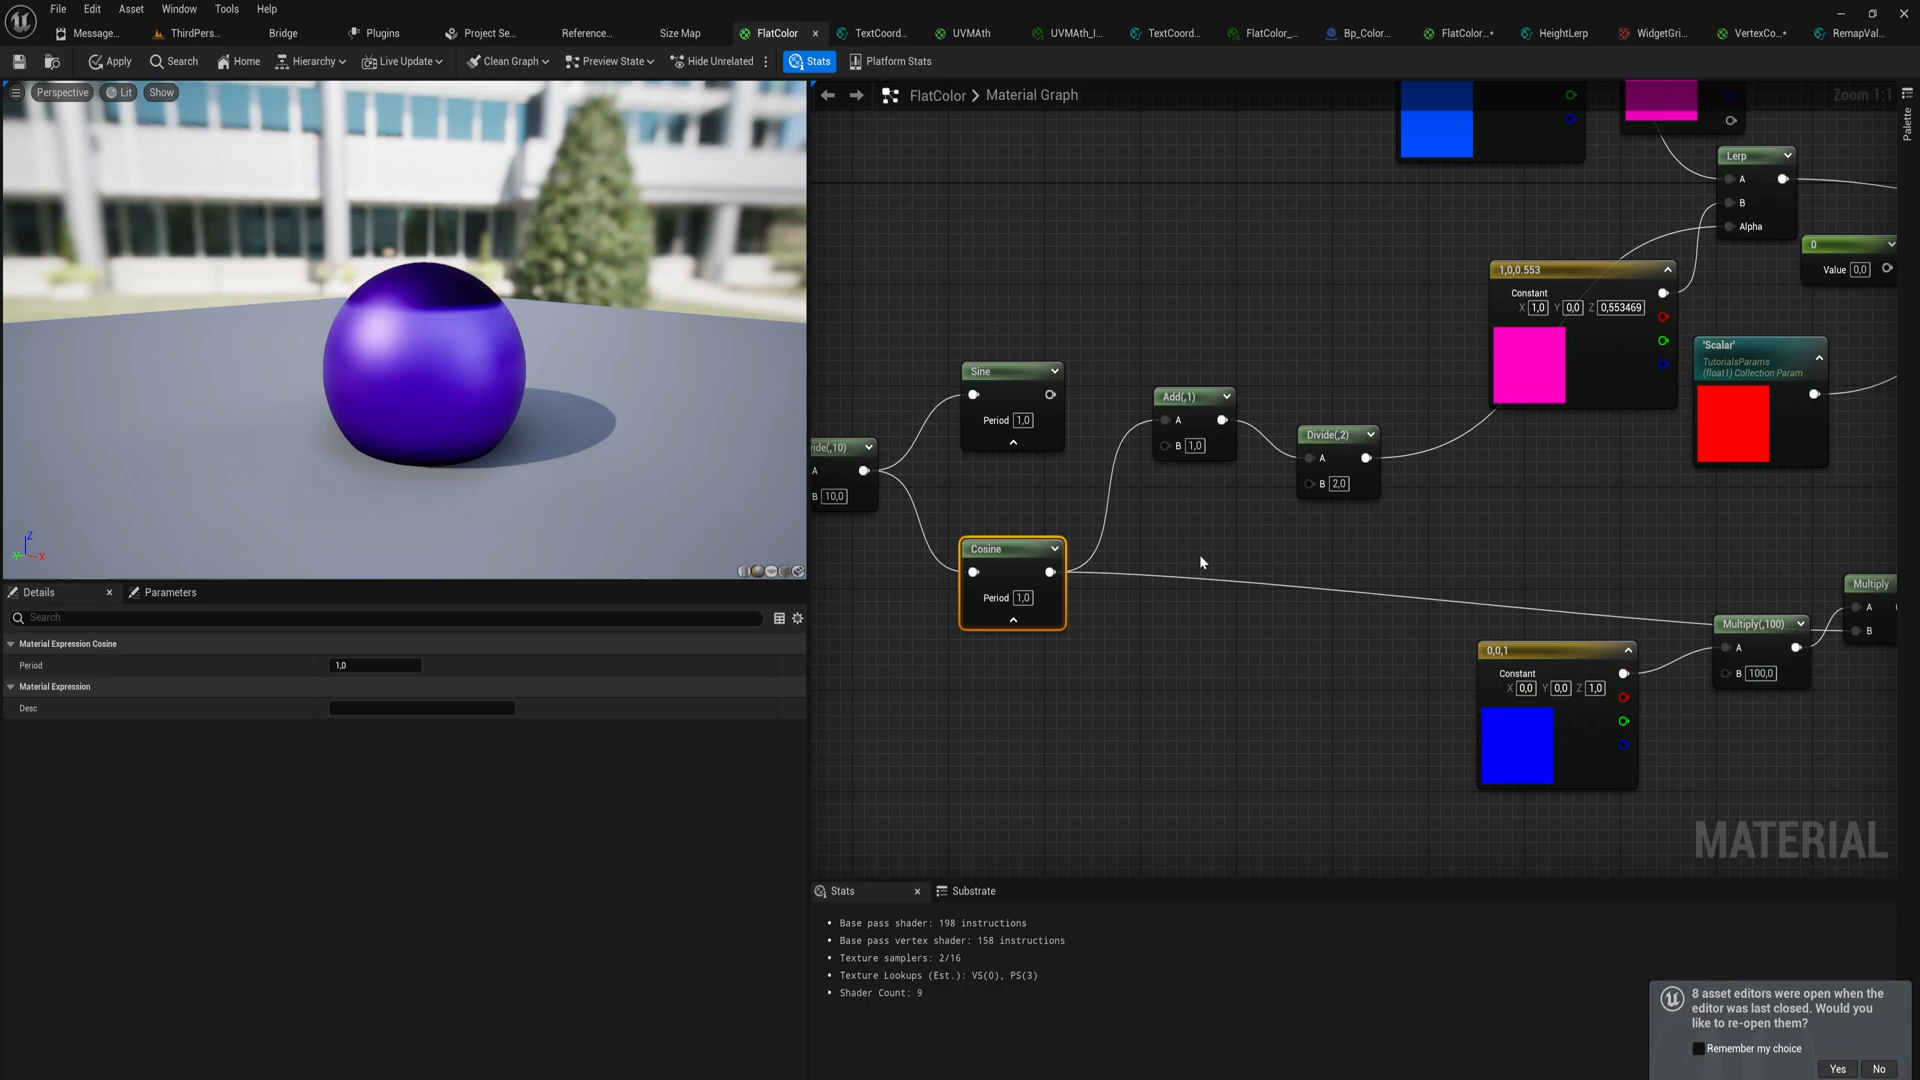 File Edit Asset Window Tools Help
Message... ThirdPers... Bridge Plugins Project Se... Reference... Size Map FlatColor TextCoord... UVMAth UVMAth_I... TextCoord... FlatColor_... Bp_Color... FlatColor...• HeightLerp WidgetGri... VertexCo...• RemapVal...
Apply Search Home Hierarchy Live Update Clean Graph Preview State Hide Unrelated Stats Platform Stats
Perspective Lit Show
FlatColor Material Graph Zoom 1:1
Palette
Lerp
A
B
Alpha
0
Value 0,0
1,0,0.553
Constant
X 1,0 Y 0,0 Z 0,553469
'Scalar'
TutorialsParams
(float1) Collection Param
Sine
Period 1,0
Add(,1)
A
B 1,0
Divide(,2)
A
B 2,0
vide(,10)
A
B 10,0
Cosine
Period 1,0
Multiply
A
B
Multiply(,100)
A
B 100,0
0,0,1
Constant
X 0,0 Y 0,0 Z 1,0
MATERIAL
Z
Y
X
Details Parameters
Search
Material Expression Cosine
Period 1,0
Material Expression
Desc
Stats Substrate
• Base pass shader: 198 instructions
• Base pass vertex shader: 158 instructions
• Texture samplers: 2/16
• Texture Lookups (Est.): VS(0), PS(3)
• Shader Count: 9
8 asset editors were open when the
editor was last closed. Would you
like to re-open them?
Remember my choice
Yes No